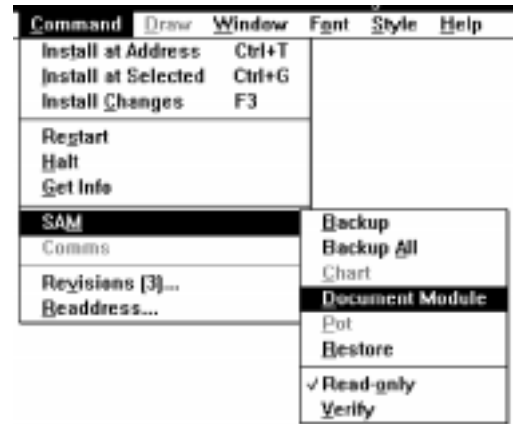 Command Draw Window Font Style Help
Install at Address Ctrl+T
Install at Selected Ctrl+G
Install Changes F3
Restart
Halt
Get Info
SAM
Comms
Revisions (3)...
Readdress...
Backup
Backup All
Chart
Document Module
Pot
Restore
✓ Read-only
Verify